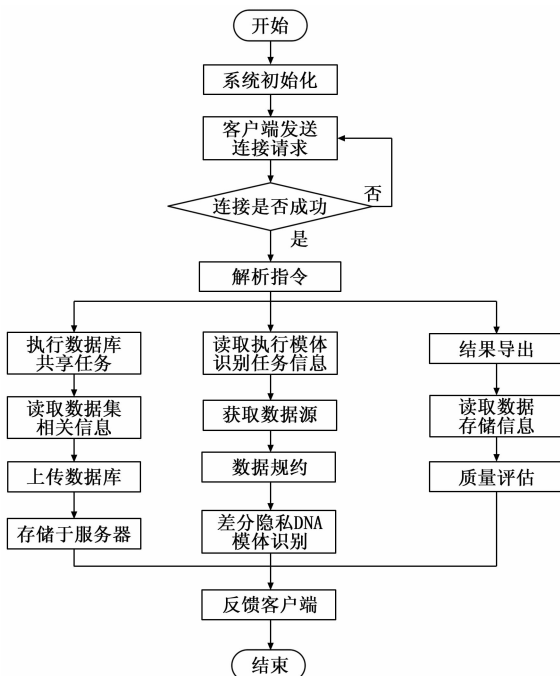 开始
系统初始化
客户端发送
连接请求
连接是否成功
否
是
解析指令
执行数据库
共享任务
读取数据集
相关信息
上传数据库
存储于服务器
读取执行模体
识别任务信息
获取数据源
数据规约
差分隐私DNA
模体识别
结果导出
读取数据
存储信息
质量评估
反馈客户端
结束